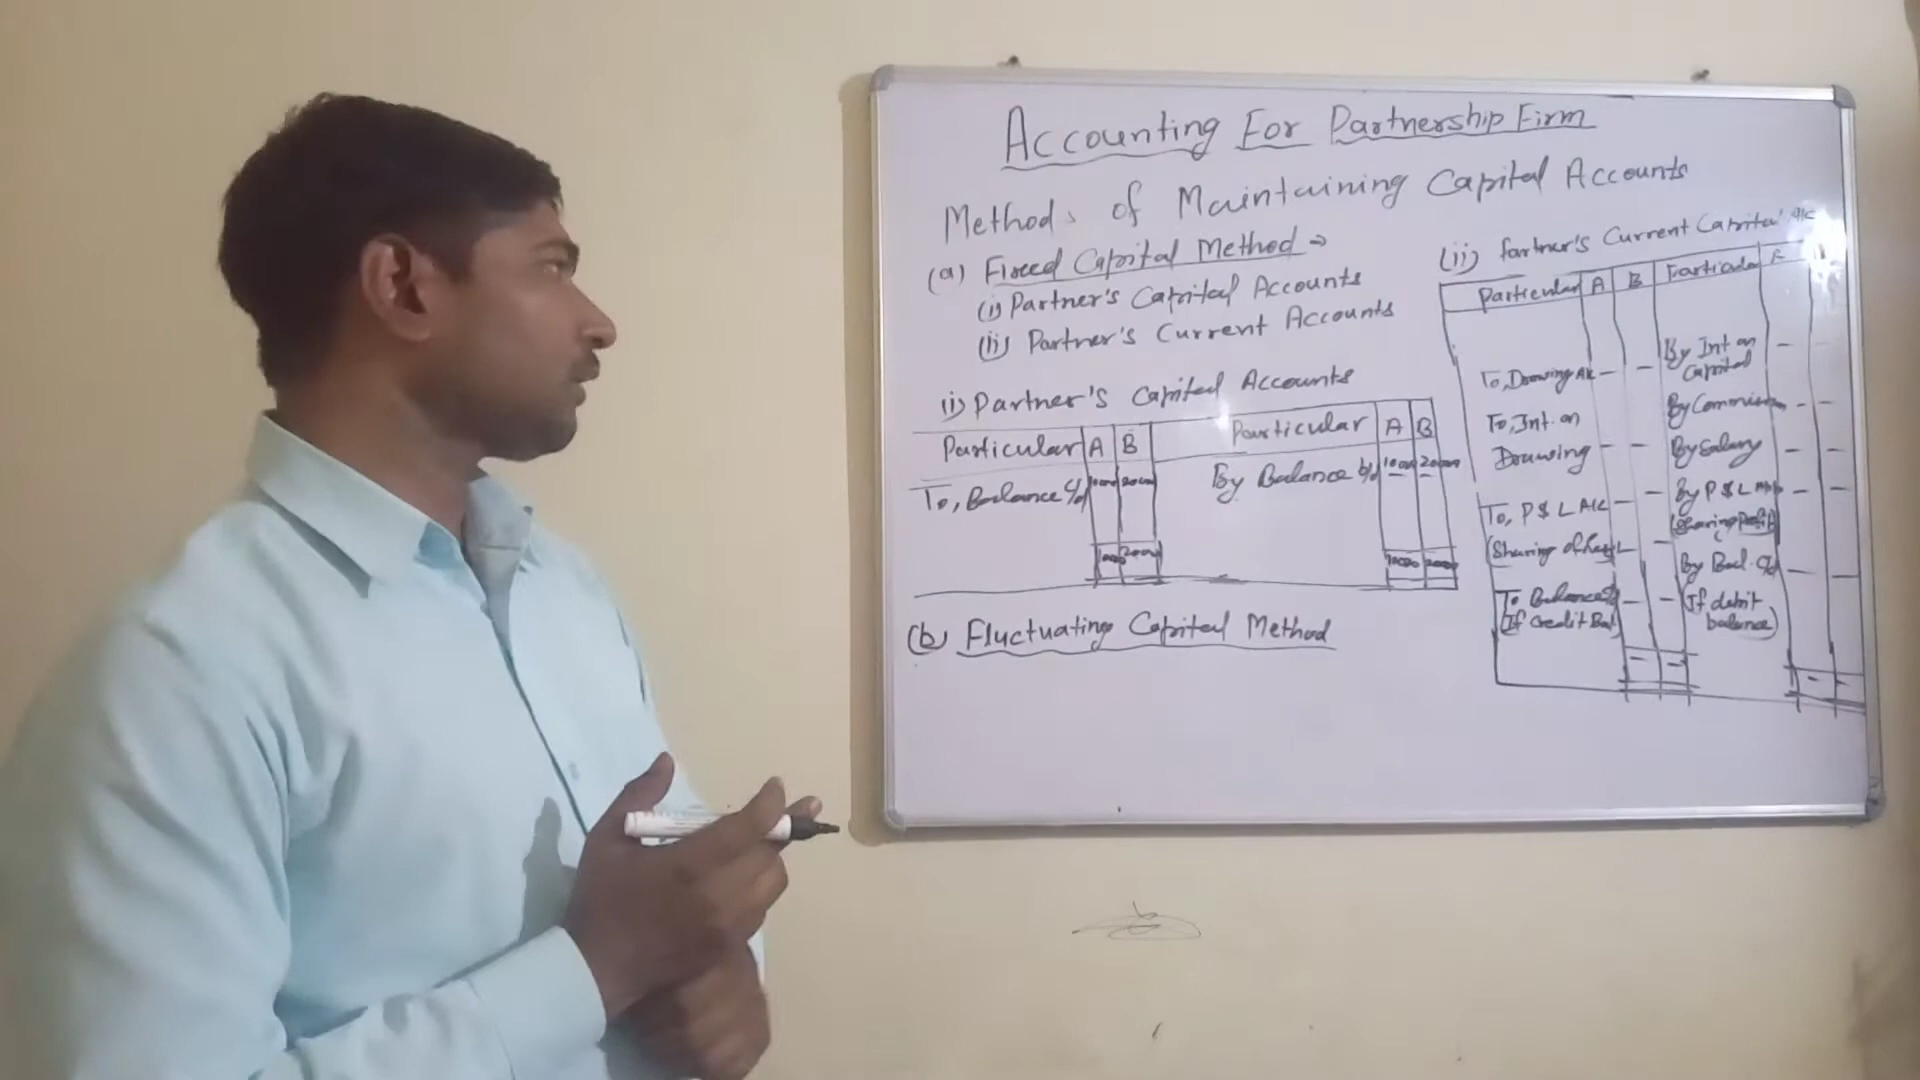 Accounting For Partnership Firm
Methods of Maintaining Capital Accounts
(a) Fixed Capital Method →
(i) Partner's Capital Accounts
(ii) Partner's Current Accounts
(i) Partner's Capital Accounts
Particular A B Particular A B
To, Balance c/d By Balance b/d
(b) Fluctuating Capital Method
(ii) Partner's Current Capital A/c
Particular A B Particular
To, Drawing A/c – – By Int on Capital –
To, Int. on Drawing – – By Commission – –
By Salary – –
To, P & L A/c – – By P & L App – –
(Sharing of (Sharing Profit)
To Balance c/d – – By Bal. c/d – –
(If credit Bal) (If debit balance)